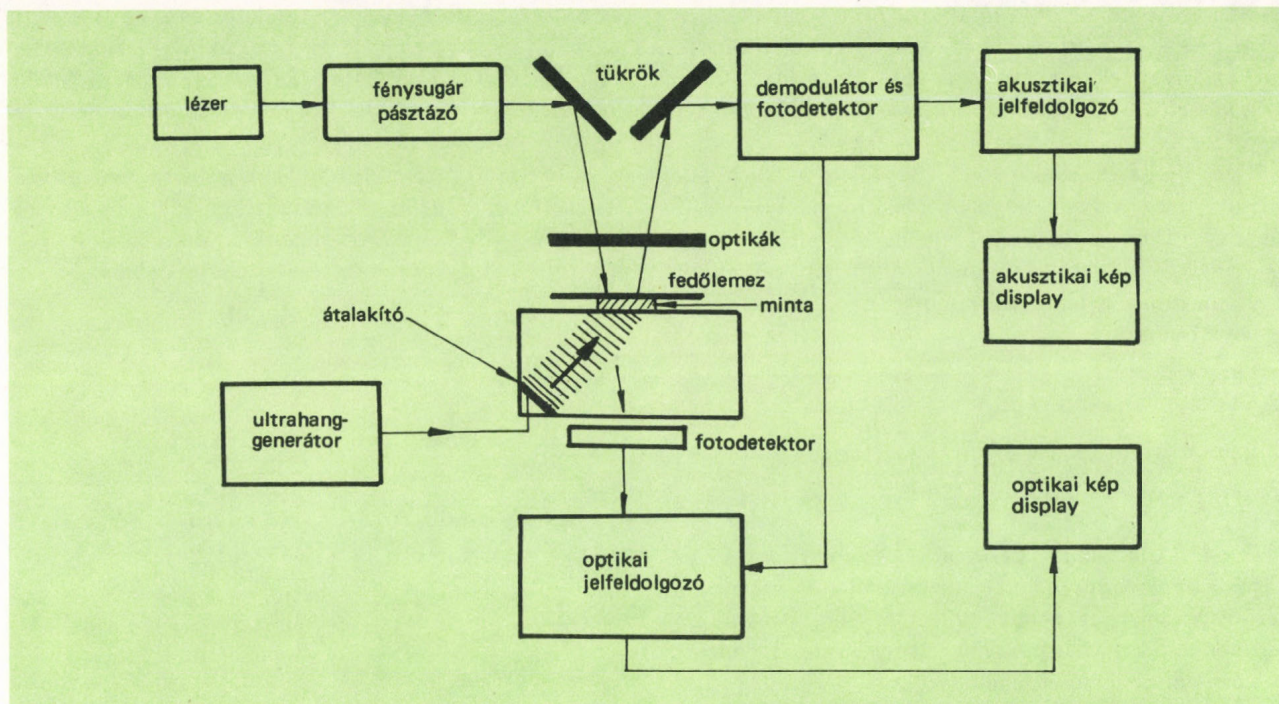 lézer
fénysugár
pásztázó
tükrök
demodulátor és
fotodetektor
akusztikai
jelfeldolgozó
optikák
fedőlemez
minta
akusztikai kép
display
átalakító
ultrahang-
generátor
fotodetektor
optikai kép
display
optikai
jelfeldolgozó